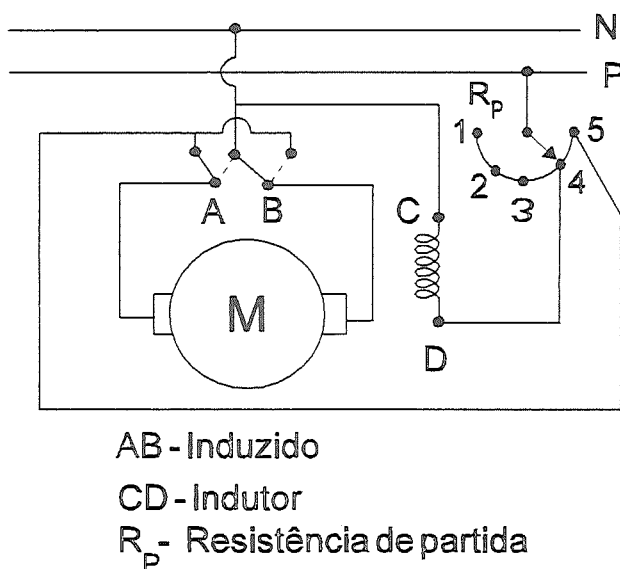 N
P
R_P
1
5
2
3
4
A
B
C
M
D
AB - Induzido
CD - Indutor
R_P - Resistência de partida